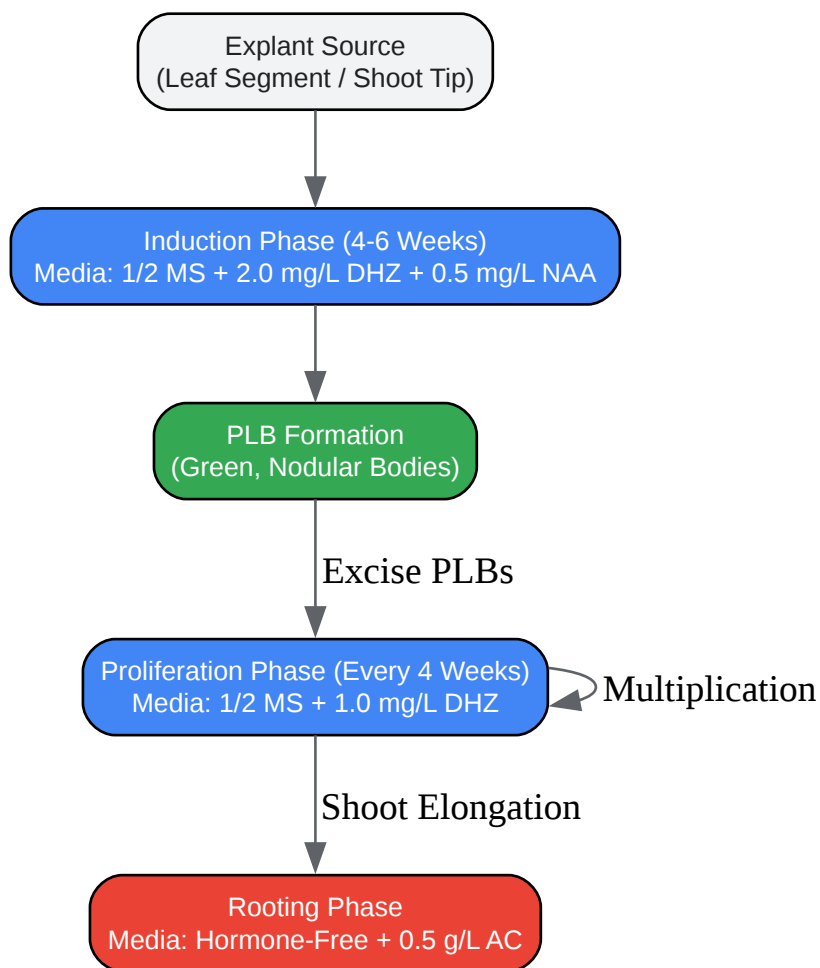 Explant Source
(Leaf Segment / Shoot Tip)
Induction Phase (4-6 Weeks)
Media: 1/2 MS + 2.0 mg/L DHZ + 0.5 mg/L NAA
PLB Formation
(Green, Nodular Bodies)
Excise PLBs
Proliferation Phase (Every 4 Weeks)
Media: 1/2 MS + 1.0 mg/L DHZ
Multiplication
Shoot Elongation
Rooting Phase
Media: Hormone-Free + 0.5 g/L AC